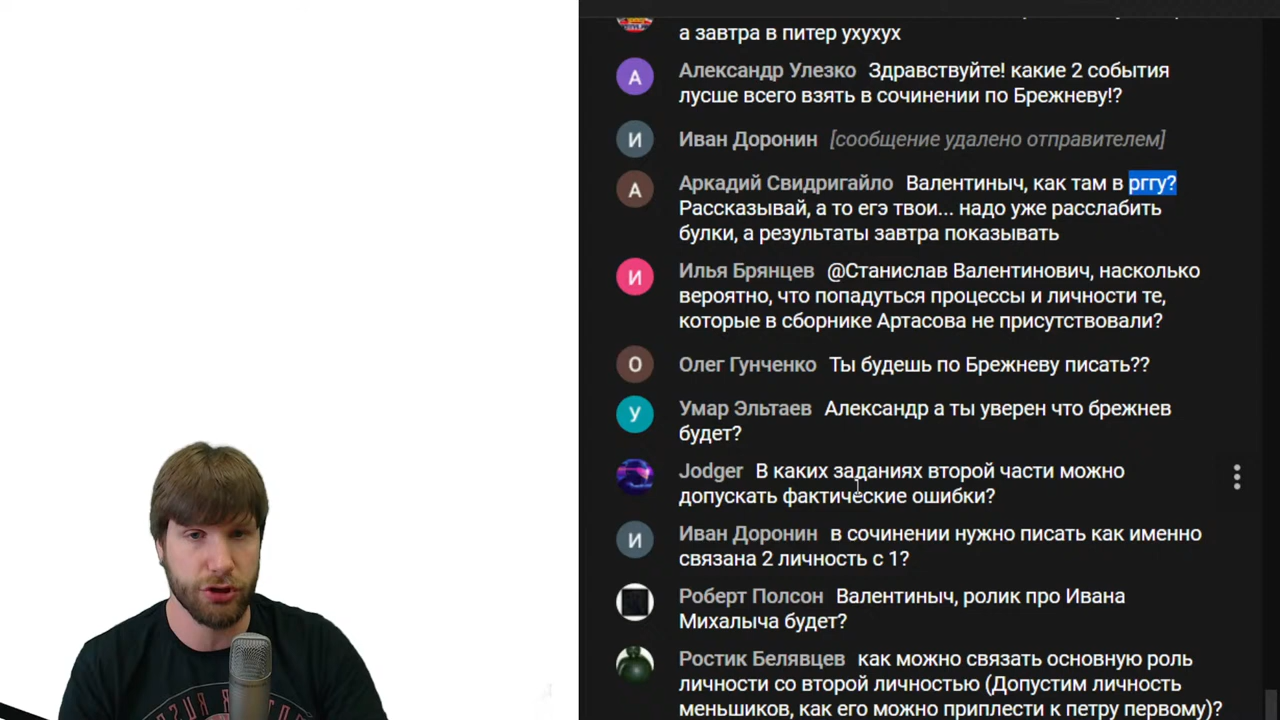 а завтра в питер ухухух
А
Александр Улезко Здравствуйте! какие 2 события
лусше всего взять в сочинении по Брежневу!?
И
Иван Доронин [сообщение удалено отправителем]
А
Аркадий Свидригайло Валентиныч, как там в рггу?
Рассказывай, а то егэ твои... надо уже расслабить
булки, а результаты завтра показывать
И
Илья Брянцев @Станислав Валентинович, насколько
вероятно, что попадуться процессы и личности те,
которые в сборнике Артасова не присутствовали?
О
Олег Гунченко Ты будешь по Брежневу писать??
У
Умар Эльтаев Александр а ты уверен что брежнев
будет?
Jodger В каких заданиях второй части можно
допускать фактические ошибки?
И
Иван Доронин в сочинении нужно писать как именно
связана 2 личность с 1?
Роберт Полсон Валентиныч, ролик про Ивана
Михалыча будет?
Ростик Белявцев как можно связать основную роль
личности со второй личностью (Допустим личность
меньшиков, как его можно приплести к петру первому)?